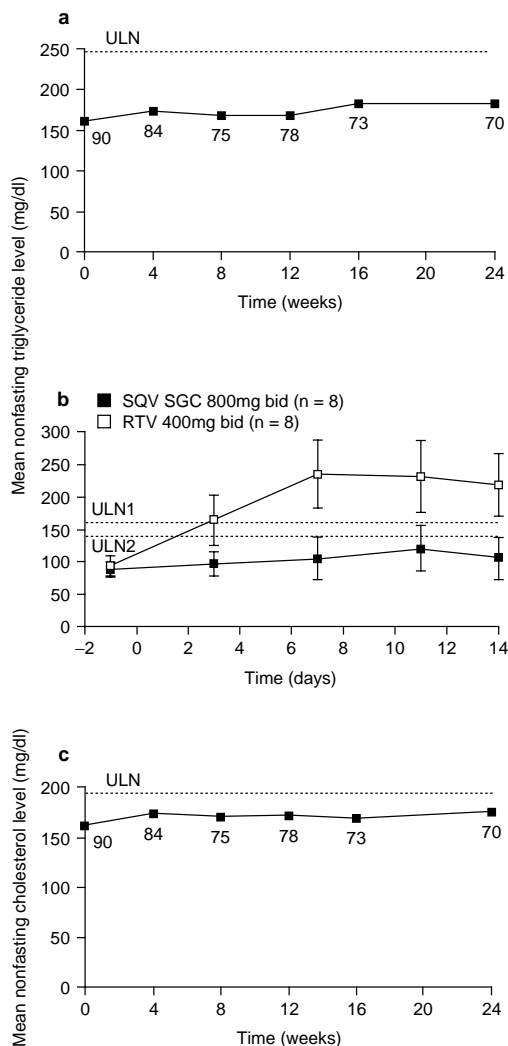 a
ULN
250
200
150
100
50
0
90
84
75
78
73
70
0 4 8 12 16 20 24
Time (weeks)
Mean nonfasting triglyceride level (mg/dl)
b
SQV SGC 800mg bid (n = 8)
RTV 400mg bid (n = 8)
300
250
200
150
100
50
0
ULN1
ULN2
−2 0 2 4 6 8 10 12 14
Time (days)
c
ULN
200
150
100
50
0
90
84
75
78
73
70
0 4 8 12 16 20 24
Time (weeks)
Mean nonfasting cholesterol level (mg/dl)